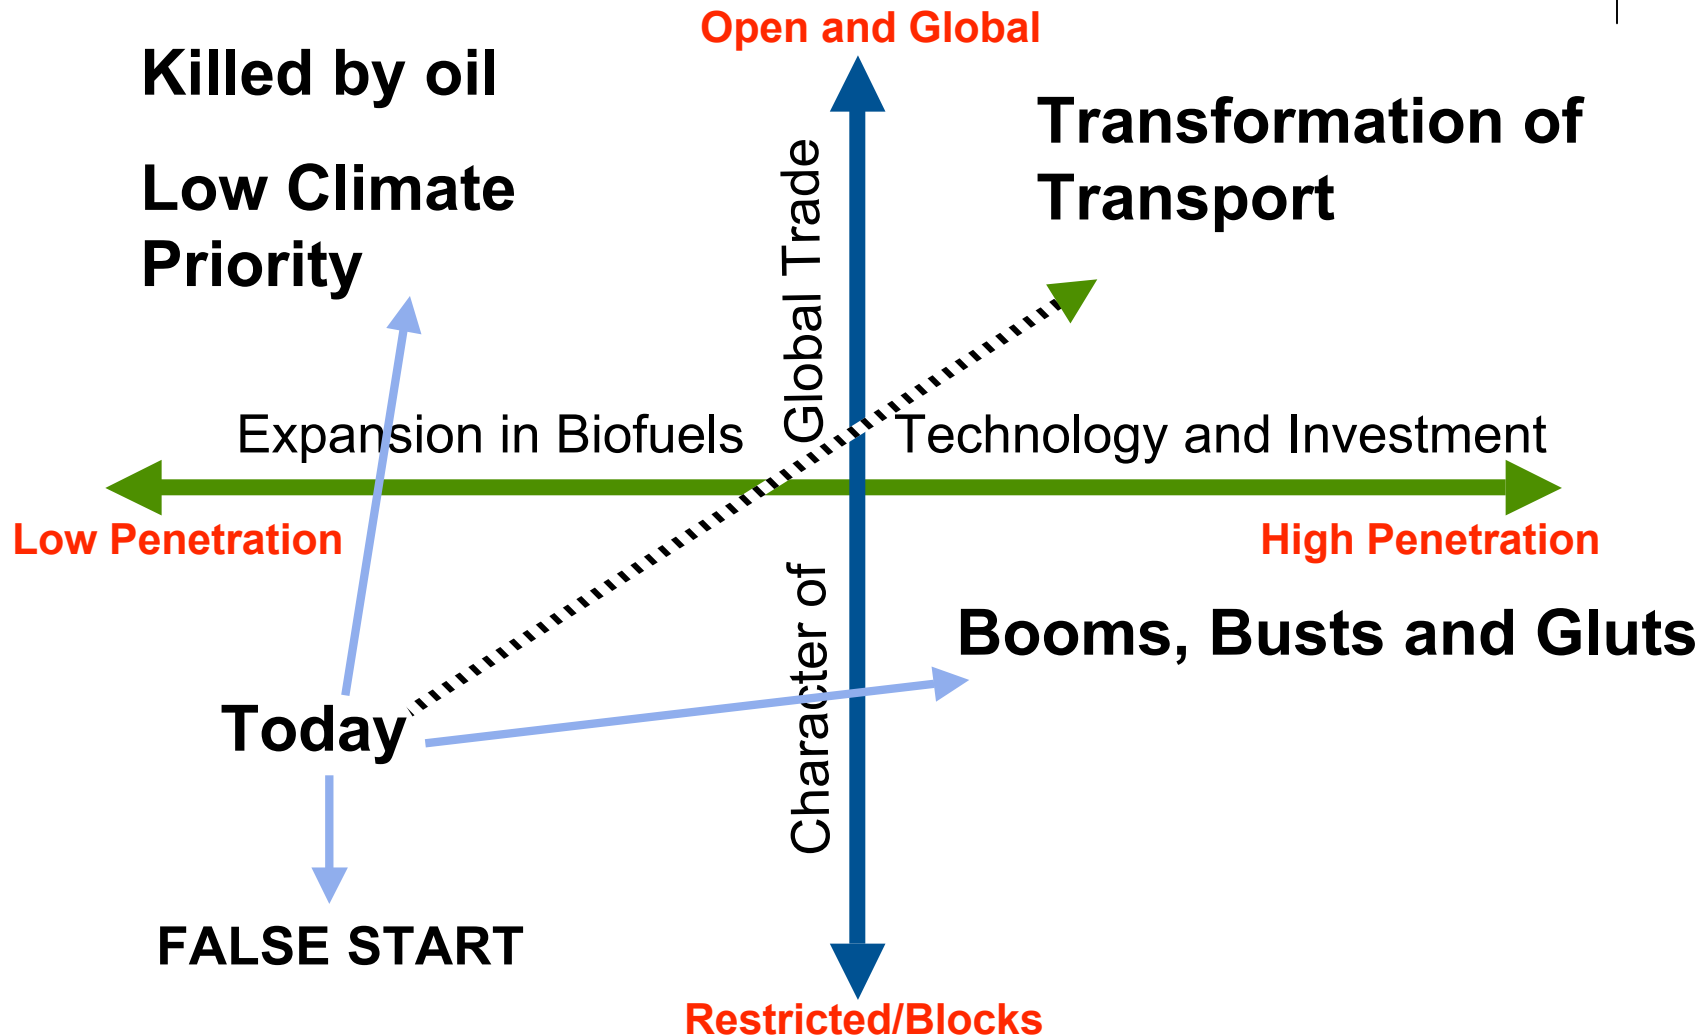 Open and Global
Killed by oil
Low Climate
Priority
Transformation of
Transport
Character of Global Trade
Expansion in Biofuels
Technology and Investment
Low Penetration
High Penetration
Booms, Busts and Gluts
Today
FALSE START
Restricted/Blocks